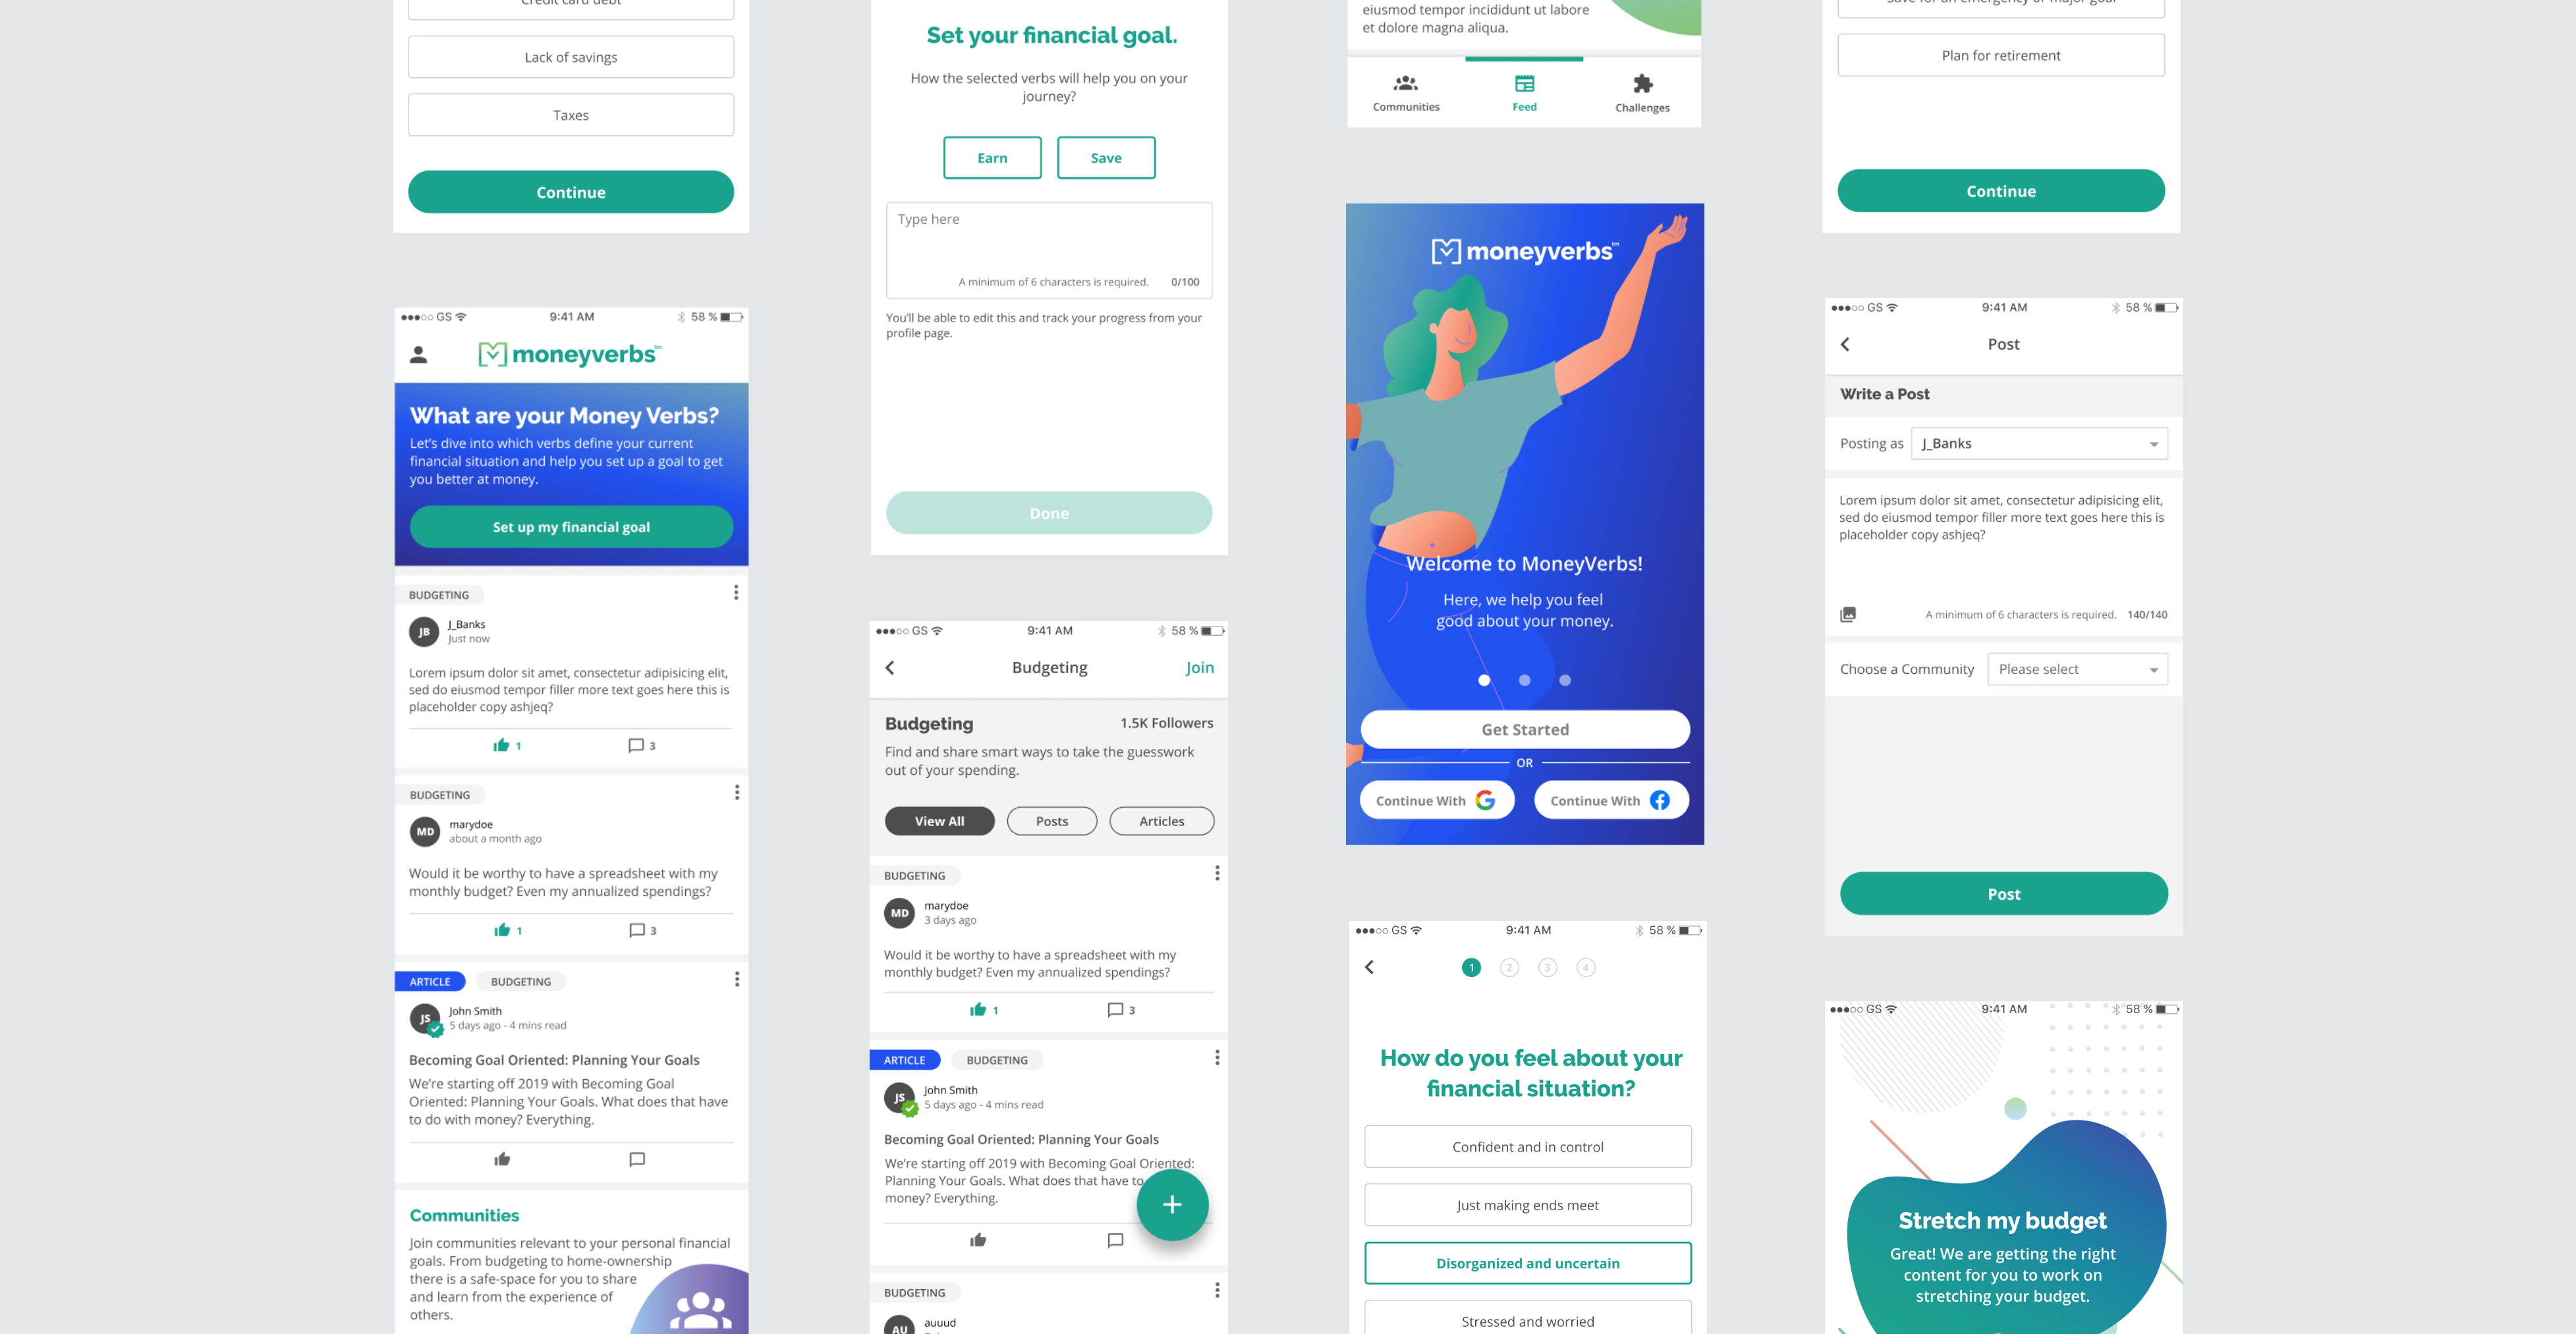 Credit card debt
Lack of savings
Taxes
Continue
GS
9:41 AM
58 %
moneyverbs™
What are your Money Verbs?
Let's dive into which verbs define your current
financial situation and help you set up a goal to get
you better at money.
Set up my financial goal
BUDGETING
JB
J_Banks
Just now
Lorem ipsum dolor sit amet, consectetur adipisicing elit,
sed do eiusmod tempor filler more text goes here this is
placeholder copy ashjeq?
1
3
BUDGETING
MD
marydoe
about a month ago
Would it be worthy to have a spreadsheet with my
monthly budget? Even my annualized spendings?
1
3
ARTICLE
BUDGETING
JS
John Smith
5 days ago - 4 mins read
Becoming Goal Oriented: Planning Your Goals
We're starting off 2019 with Becoming Goal
Oriented: Planning Your Goals. What does that have
to do with money? Everything.
Communities
Join communities relevant to your personal financial
goals. From budgeting to home-ownership
there is a safe-space for you to share
and learn from the experience of
others.
Set your financial goal.
How the selected verbs will help you on your
journey?
Earn
Save
Type here
A minimum of 6 characters is required.
0/100
You'll be able to edit this and track your progress from your
profile page.
Done
GS
9:41 AM
58 %
Budgeting
Join
Budgeting
1.5K Followers
Find and share smart ways to take the guesswork
out of your spending.
View All
Posts
Articles
BUDGETING
MD
marydoe
3 days ago
Would it be worthy to have a spreadsheet with my
monthly budget? Even my annualized spendings?
1
3
ARTICLE
BUDGETING
JS
John Smith
5 days ago - 4 mins read
Becoming Goal Oriented: Planning Your Goals
We're starting off 2019 with Becoming Goal Oriented:
Planning Your Goals. What does that have to
money? Everything.
+
BUDGETING
AU
auuud
eiusmod tempor incididunt ut labore
et dolore magna aliqua.
Communities
Feed
Challenges
moneyverbs™
Welcome to MoneyVerbs!
Here, we help you feel
good about your money.
Get Started
OR
Continue With G
Continue With f
GS
9:41 AM
58 %
1
2
3
4
How do you feel about your
financial situation?
Confident and in control
Just making ends meet
Disorganized and uncertain
Stressed and worried
Save for an emergency or major goal
Plan for retirement
Continue
GS
9:41 AM
58 %
Post
Write a Post
Posting as
J_Banks
Lorem ipsum dolor sit amet, consectetur adipisicing elit,
sed do eiusmod tempor filler more text goes here this is
placeholder copy ashjeq?
A minimum of 6 characters is required.
140/140
Choose a Community
Please select
Post
GS
9:41 AM
58 %
Stretch my budget
Great! We are getting the right
content for you to work on
stretching your budget.